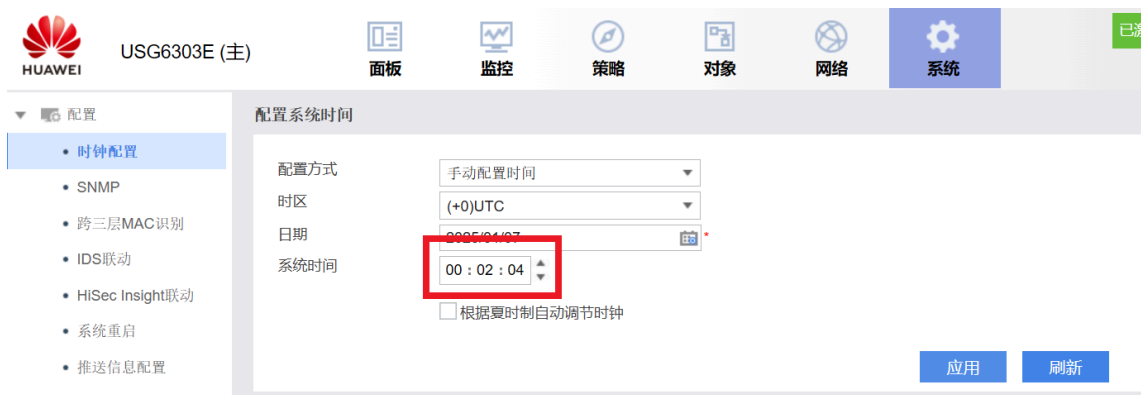 HUAWEI
USG6303E (主)
面板
监控
策略
对象
网络
系统
配置
时钟配置
SNMP
跨三层MAC识别
IDS联动
HiSec Insight联动
系统重启
推送信息配置
配置系统时间
配置方式
手动配置时间
时区
(+0)UTC
日期
2025/01/07
*
系统时间
00 : 02 : 04
根据夏时制自动调节时钟
应用
刷新